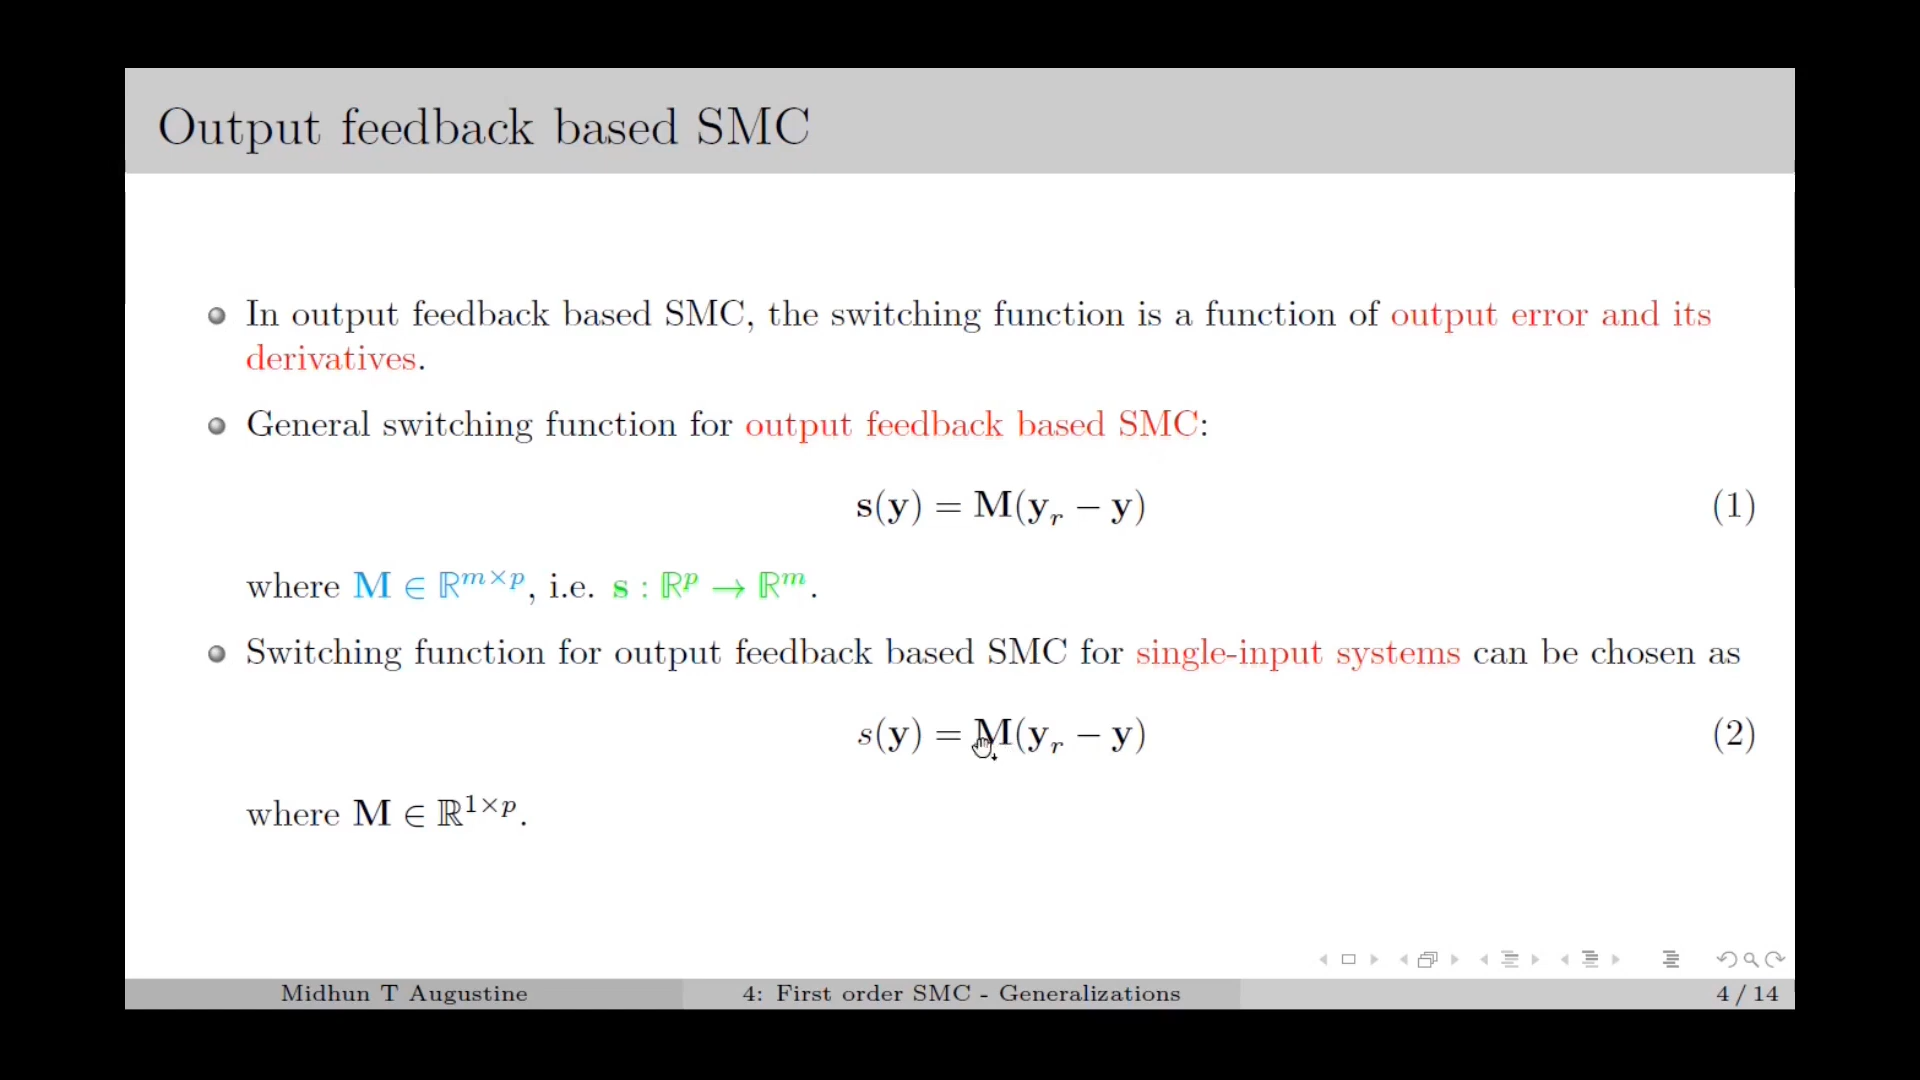 Output feedback based SMC
In output feedback based SMC, the switching function is a function of output error and its
derivatives.
General switching function for output feedback based SMC:
s(y) = M(y_r − y) (1)
where M ∈ ℝ^{m×p}, i.e. s : ℝ^p → ℝ^m.
Switching function for output feedback based SMC for single-input systems can be chosen as
s(y) = M(y_r − y) (2)
where M ∈ ℝ^{1×p}.
Midhun T Augustine 4: First order SMC - Generalizations 4 / 14